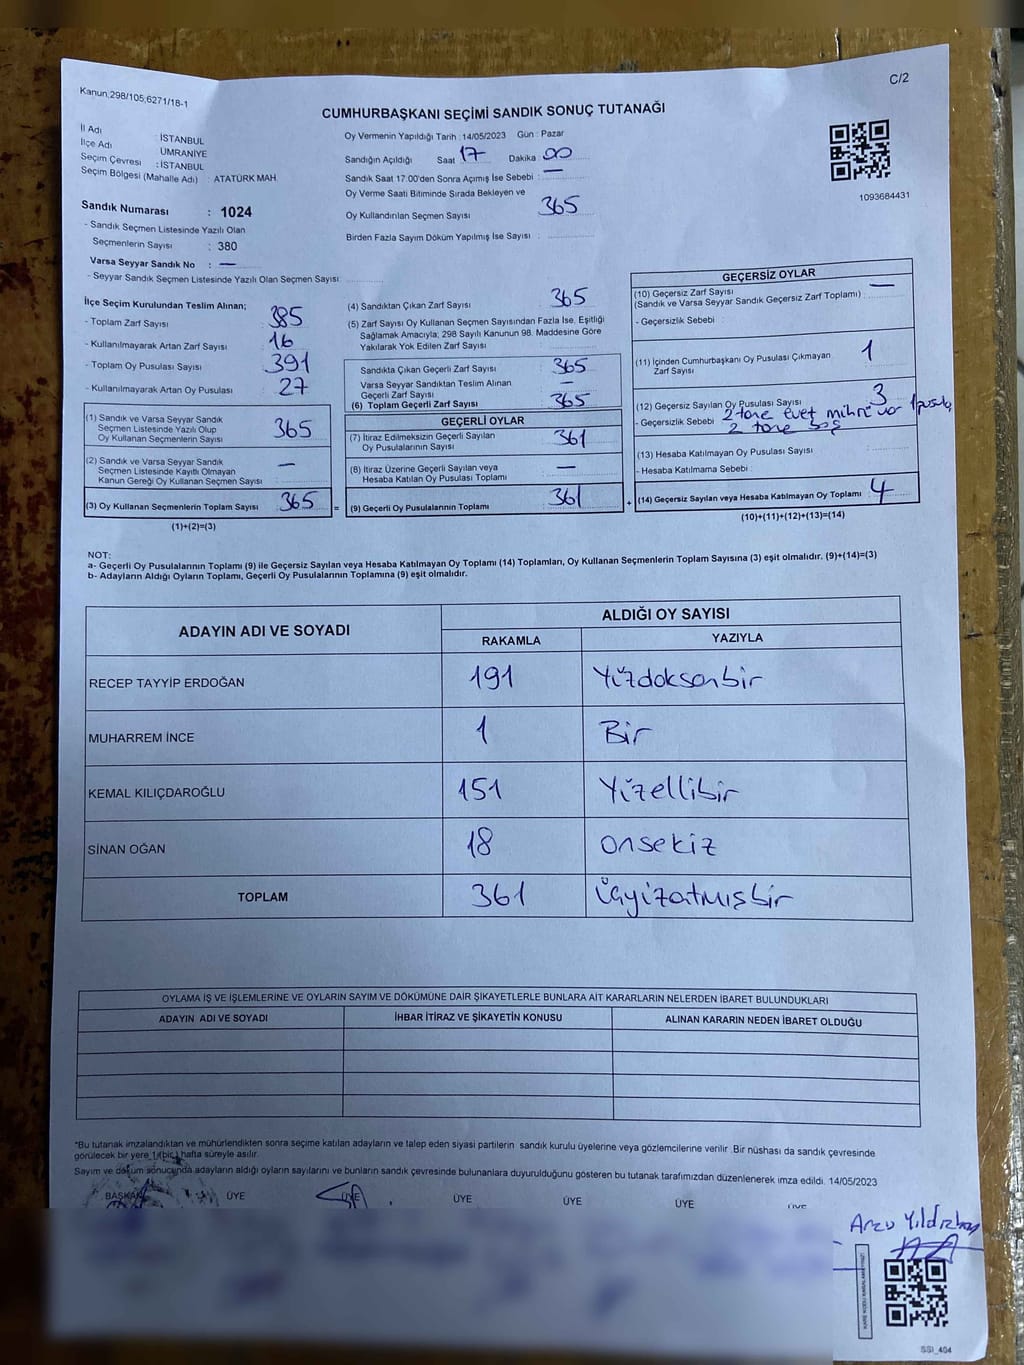 Kanun;298/105,6271/18-1
C/2
CUMHURBAŞKANI SEÇİMİ SANDIK SONUÇ TUTANAĞI
İl Adı : İSTANBUL
İlçe Adı : ÜMRANİYE
Seçim Çevresi : İSTANBUL
Seçim Bölgesi (Mahalle Adı) : ATATÜRK MAH.
Sandık Numarası : 1024
- Sandık Seçmen Listesinde Yazılı Olan
Seçmenlerin Sayısı : 380
Varsa Seyyar Sandık No : —
- Seyyar Sandık Seçmen Listesinde Yazılı Olan Seçmen Sayısı:
Oy Vermenin Yapıldığı Tarih : 14/05/2023 Gün : Pazar
Sandığın Açıldığı Saat 17 Dakika 00
Sandık Saat 17:00'den Sonra Açımış İse Sebebi : —
Oy Verme Saati Bitiminde Sırada Bekleyen ve
Oy Kullandırılan Seçmen Sayısı 365
Birden Fazla Sayım Döküm Yapılmış İse Sayısı :
1093684431
İlçe Seçim Kurulundan Teslim Alınan;
- Toplam Zarf Sayısı : 385
- Kullanılmayarak Artan Zarf Sayısı : 16
- Toplam Oy Pusulası Sayısı : 391
- Kullanılmayarak Artan Oy Pusulası : 27
(1) Sandık ve Varsa Seyyar Sandık
Seçmen Listesinde Yazılı Olup
Oy Kullanan Seçmenlerin Sayısı : 365
(2) Sandık ve Varsa Seyyar Sandık
Seçmen Listesinde Kayıtlı Olmayan
Kanun Gereği Oy Kullanan Seçmen Sayısı : —
(3) Oy Kullanan Seçmenlerin Toplam Sayısı : 365 =
(1)+(2)=(3)
(4) Sandıktan Çıkan Zarf Sayısı : 365
(5) Zarf Sayısı Oy Kullanan Seçmen Sayısından Fazla İse, Eşitliği
Sağlamak Amacıyla; 298 Sayılı Kanunun 98. Maddesine Göre
Yakılarak Yok Edilen Zarf Sayısı :
Sandıkta Çıkan Geçerli Zarf Sayısı : 365
Varsa Seyyar Sandıktan Teslim Alınan
Geçerli Zarf Sayısı : —
(6) Toplam Geçerli Zarf Sayısı : 365
GEÇERLİ OYLAR
(7) İtiraz Edilmeksizin Geçerli Sayılan
Oy Pusulalarının Sayısı : 361
(8) İtiraz Üzerine Geçerli Sayılan veya
Hesaba Katılan Oy Pusulası Toplamı : —
(9) Geçerli Oy Pusulalarının Toplamı : 361 +
GEÇERSİZ OYLAR
(10) Geçersiz Zarf Sayısı
(Sandık ve Varsa Seyyar Sandık Geçersiz Zarf Toplamı) : —
- Geçersizlik Sebebi :
(11) İçinden Cumhurbaşkanı Oy Pusulası Çıkmayan
Zarf Sayısı : 1
(12) Geçersiz Sayılan Oy Pusulası Sayısı : 3
- Geçersizlik Sebebi : 2 tane evet mührü var 1pusula
2 tane boş
(13) Hesaba Katılmayan Oy Pusulası Sayısı :
- Hesaba Katılmama Sebebi :
(14) Geçersiz Sayılan veya Hesaba Katılmayan Oy Toplamı : 4
(10)+(11)+(12)+(13)=(14)
NOT:
a- Geçerli Oy Pusulalarının Toplamı (9) ile Geçersiz Sayılan veya Hesaba Katılmayan Oy Toplamı (14) Toplamları, Oy Kullanan Seçmenlerin Toplam Sayısına (3) eşit olmalıdır. (9)+(14)=(3)
b- Adayların Aldığı Oyların Toplamı, Geçerli Oy Pusulalarının Toplamına (9) eşit olmalıdır.
ADAYIN ADI VE SOYADI
ALDIĞI OY SAYISI
RAKAMLA YAZIYLA
RECEP TAYYİP ERDOĞAN 191 Yüzdoksanbir
MUHARREM İNCE 1 Bir
KEMAL KILIÇDAROĞLU 151 Yüzellibir
SİNAN OĞAN 18 Onsekiz
TOPLAM 361 Üçyüzatmışbir
OYLAMA İŞ VE İŞLEMLERİNE VE OYLARIN SAYIM VE DÖKÜMÜNE DAİR ŞİKAYETLERLE BUNLARA AİT KARARLARIN NELERDEN İBARET BULUNDUKLARI
ADAYIN ADI VE SOYADI İHBAR İTİRAZ VE ŞİKAYETİN KONUSU ALINAN KARARIN NEDEN İBARET OLDUĞU
*Bu tutanak imzalandıktan ve mühürlendikten sonra seçime katılan adayların ve talep eden siyasi partilerin sandık kurulu üyelerine veya gözlemcilerine verilir .Bir nüshası da sandık çevresinde
görülecek bir yere 1 (bir) hafta süreyle asılır.
Sayım ve döküm sonucunda adayların aldığı oyların sayılarını ve bunların sandık çevresinde bulunanlara duyurulduğunu gösteren bu tutanak tarafımızdan düzenlenerek imza edildi. 14/05/2023
BAŞKAN ÜYE ÜYE ÜYE ÜYE ÜYE ÜYE
Arzu Yıldızhan
SSI_404